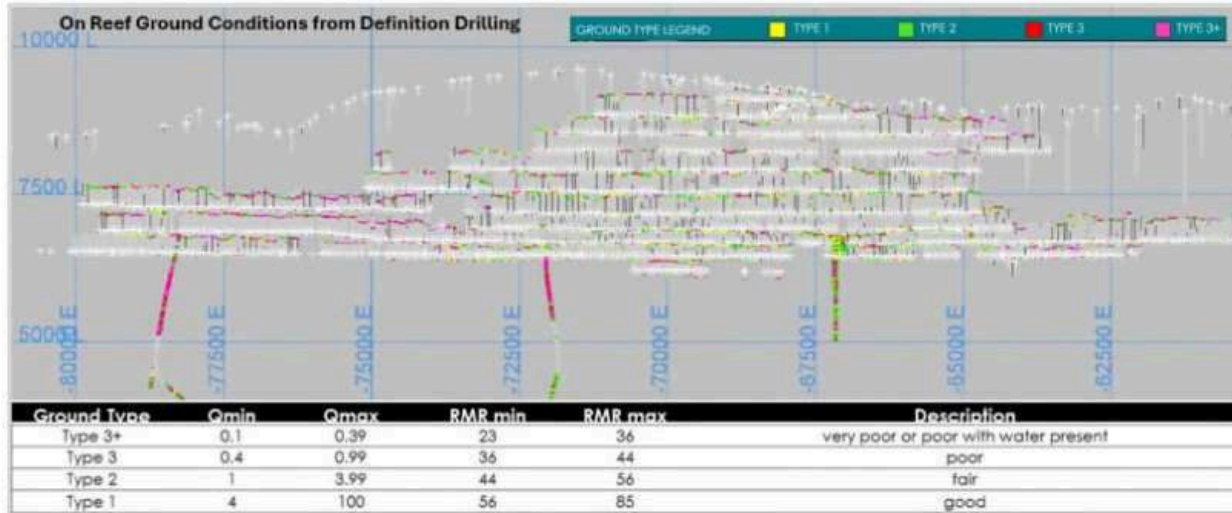 On Reef Ground Conditions from Definition Drilling
GROUND TYPE LEGEND TYPE 1 TYPE 2 TYPE 3 TYPE 3+
10000 L
7500 L
5000 L
-80000 E
-77500 E
-75000 E
-72500 E
-70000 E
-67500 E
-65000 E
-62500 E
Ground Type Qmin Qmax RMR min RMR max Description
Type 3+ 0.1 0.39 23 36 very poor or poor with water present
Type 3 0.4 0.99 36 44 poor
Type 2 1 3.99 44 56 fair
Type 1 4 100 56 85 good